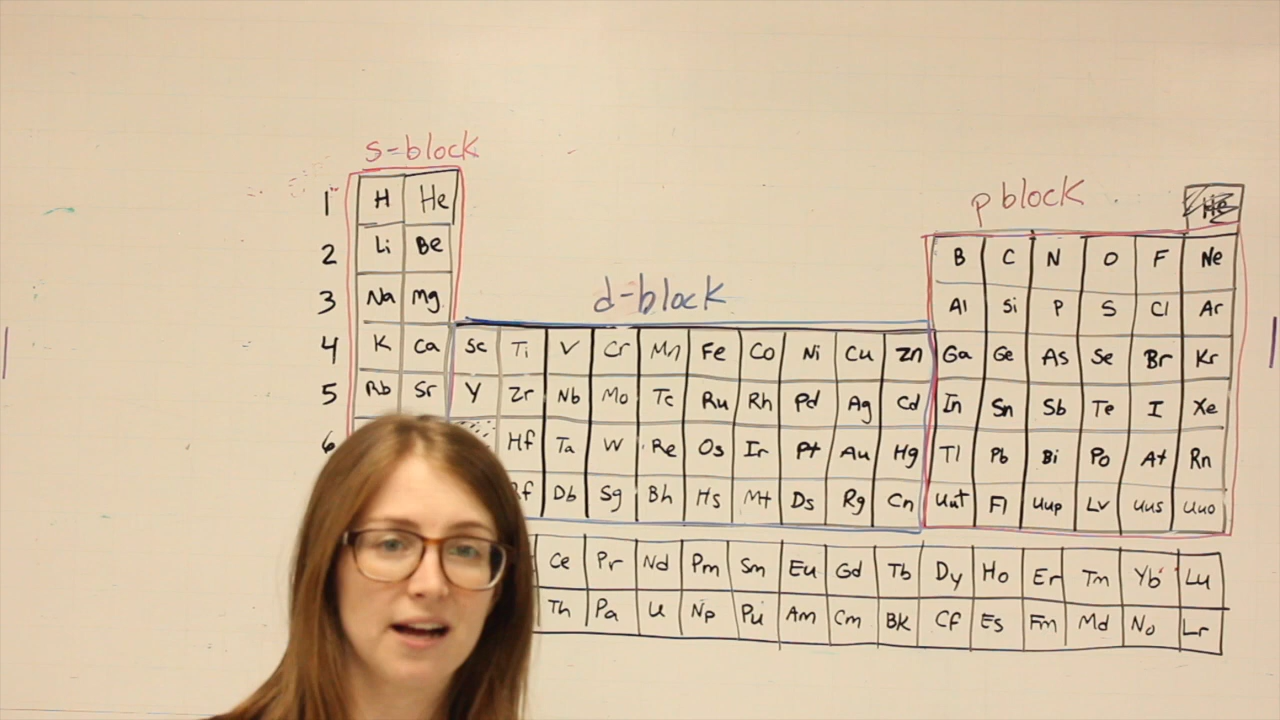 s-block
p block
1 H He He
2 Li Be B C N O F Ne
d-block
3 Na Mg Al Si P S Cl Ar
4 K Ca Sc Ti V Cr Mn Fe Co Ni Cu Zn Ga Ge As Se Br Kr
5 Rb Sr Y Zr Nb Mo Tc Ru Rh Pd Ag Cd In Sn Sb Te I Xe
6 Hf Ta W Re Os Ir Pt Au Hg Tl Pb Bi Po At Rn
Db Sg Bh Hs Mt Ds Rg Cn Uut Fl Uup Lv Uus Uuo
Ce Pr Nd Pm Sm Eu Gd Tb Dy Ho Er Tm Yb Lu
Th Pa U Np Pu Am Cm Bk Cf Es Fm Md No Lr